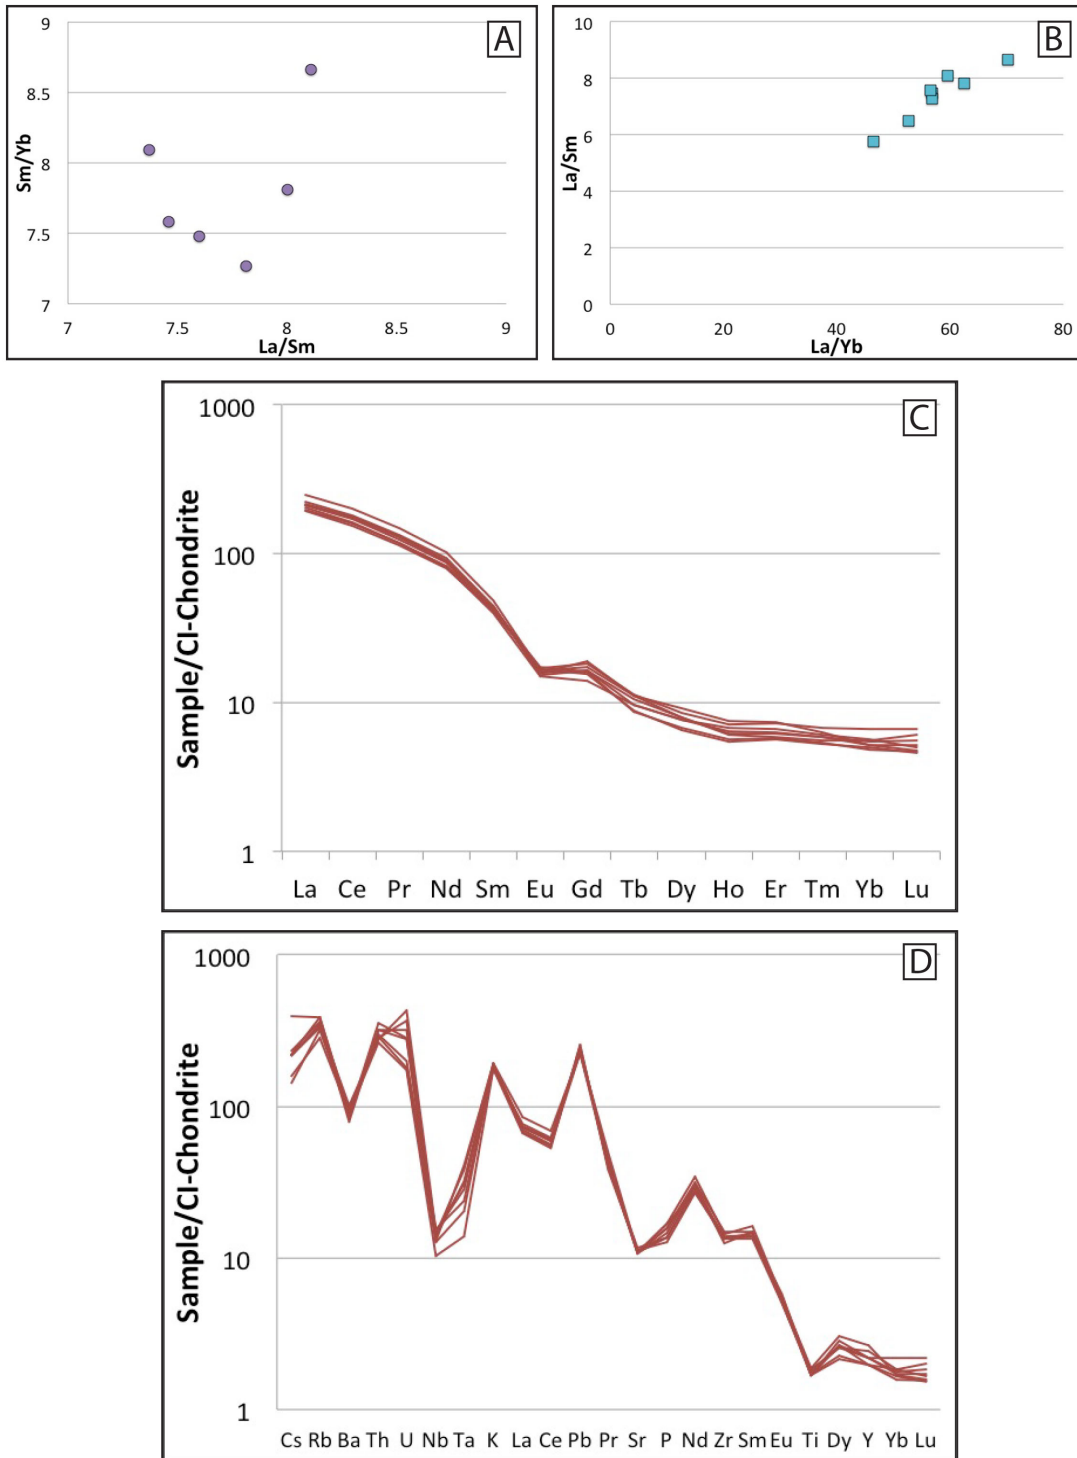 A
9
8.5
8
7.5
7
Sm/Yb
7 7.5 8 8.5 9
La/Sm
B
10
8
6
4
2
0
La/Sm
0 20 40 60 80
La/Yb
C
1000
100
10
1
Sample/CI-Chondrite
La Ce Pr Nd Sm Eu Gd Tb Dy Ho Er Tm Yb Lu
D
1000
100
10
1
Sample/CI-Chondrite
Cs Rb Ba Th U Nb Ta K La Ce Pb Pr Sr P Nd Zr Sm Eu Ti Dy Y Yb Lu